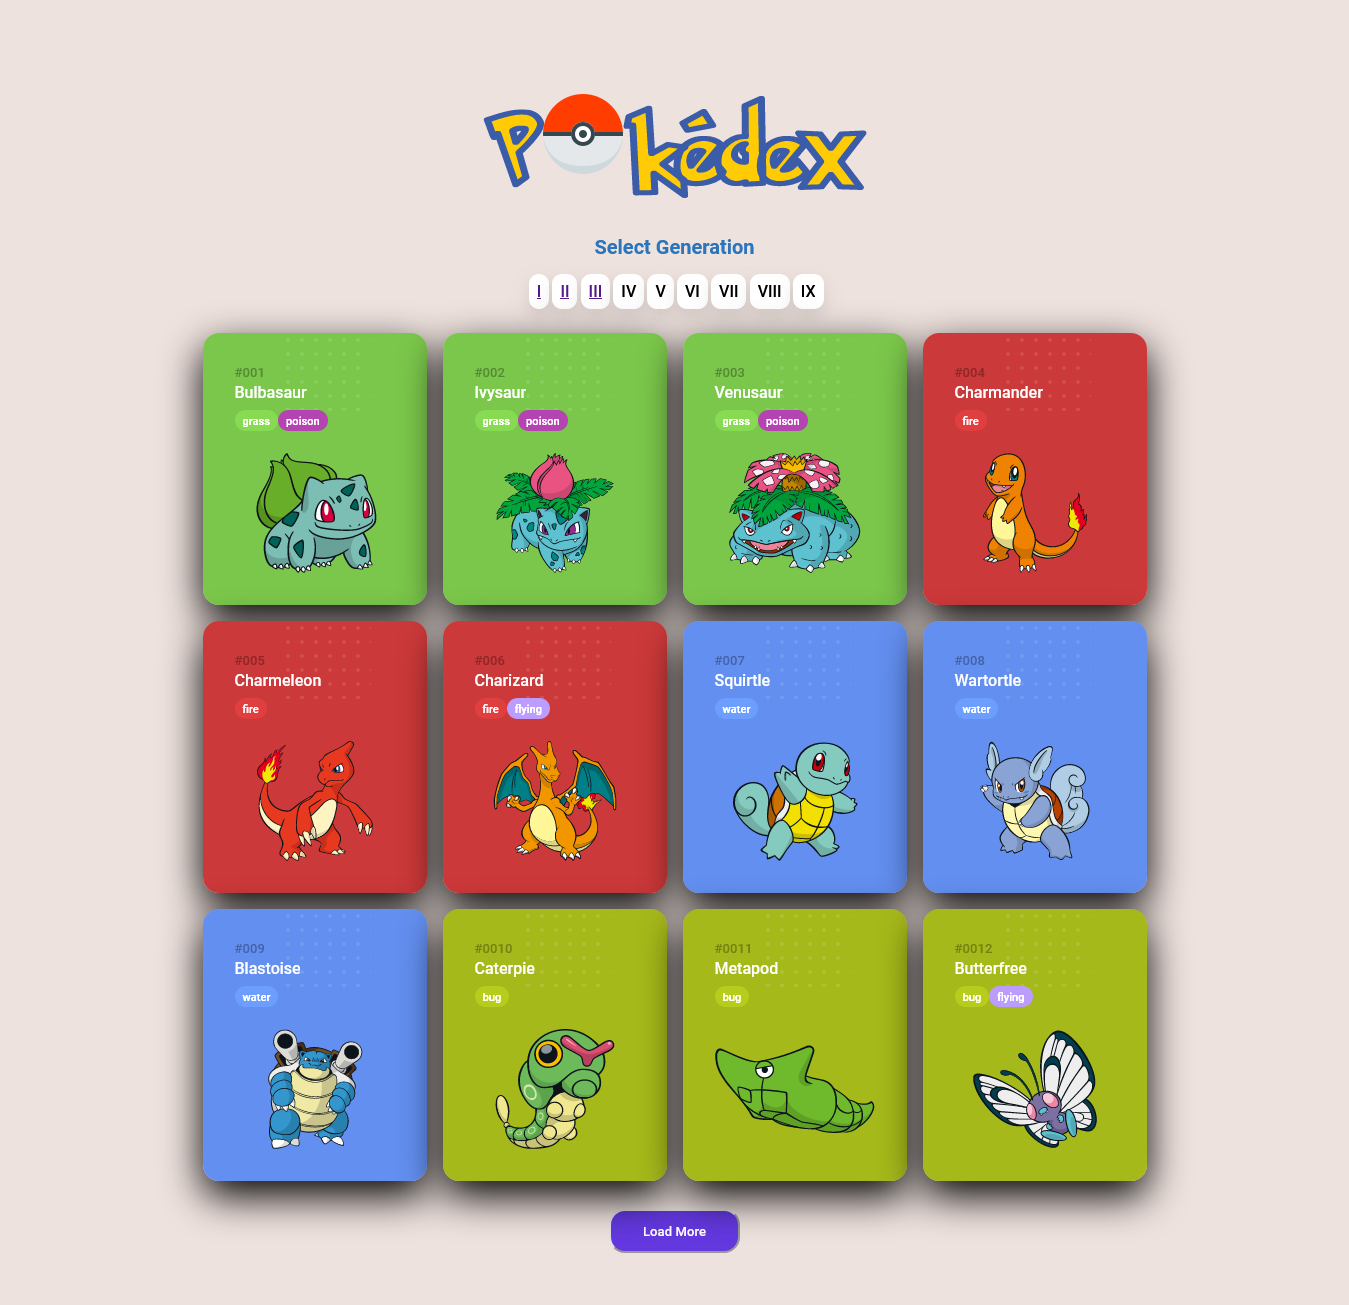 Pokédex
Select Generation
I II III IV V VI VII VIII IX
#001
Bulbasaur
grass poison
#002
Ivysaur
grass poison
#003
Venusaur
grass poison
#004
Charmander
fire
#005
Charmeleon
fire
#006
Charizard
fire flying
#007
Squirtle
water
#008
Wartortle
water
#009
Blastoise
water
#0010
Caterpie
bug
#0011
Metapod
bug
#0012
Butterfree
bug flying
Load More